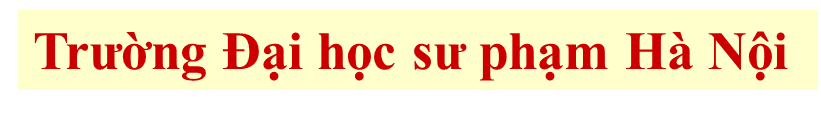 Trường Đại học sư phạm Hà Nội